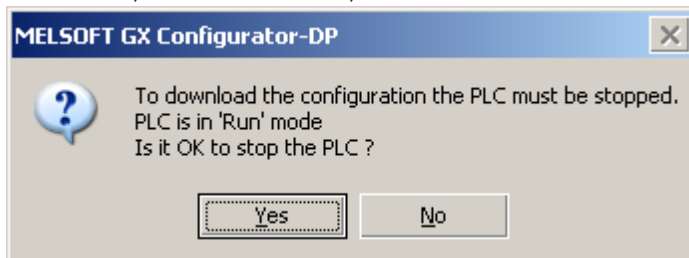 MELSOFT GX Configurator-DP
To download the configuration the PLC must be stopped.
PLC is in 'Run' mode
Is it OK to stop the PLC ?
Yes No